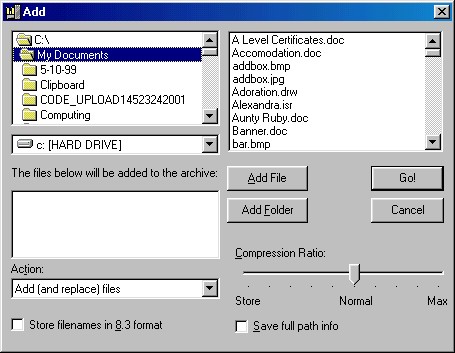 Add
C:\
My Documents
5-10-99
Clipboard
CODE_UPLOAD14523242001
Computing
A Level Certificates.doc
Accomodation.doc
addbox.bmp
addbox.jpg
Adoration.drw
Alexandra.isr
Aunty Ruby.doc
Banner.doc
bar.bmp
c: [HARD DRIVE]
The files below will be added to the archive:
Add File
Go!
Add Folder
Cancel
Compression Ratio:
Store Normal Max
Action:
Add (and replace) files
Store filenames in 8.3 format
Save full path info